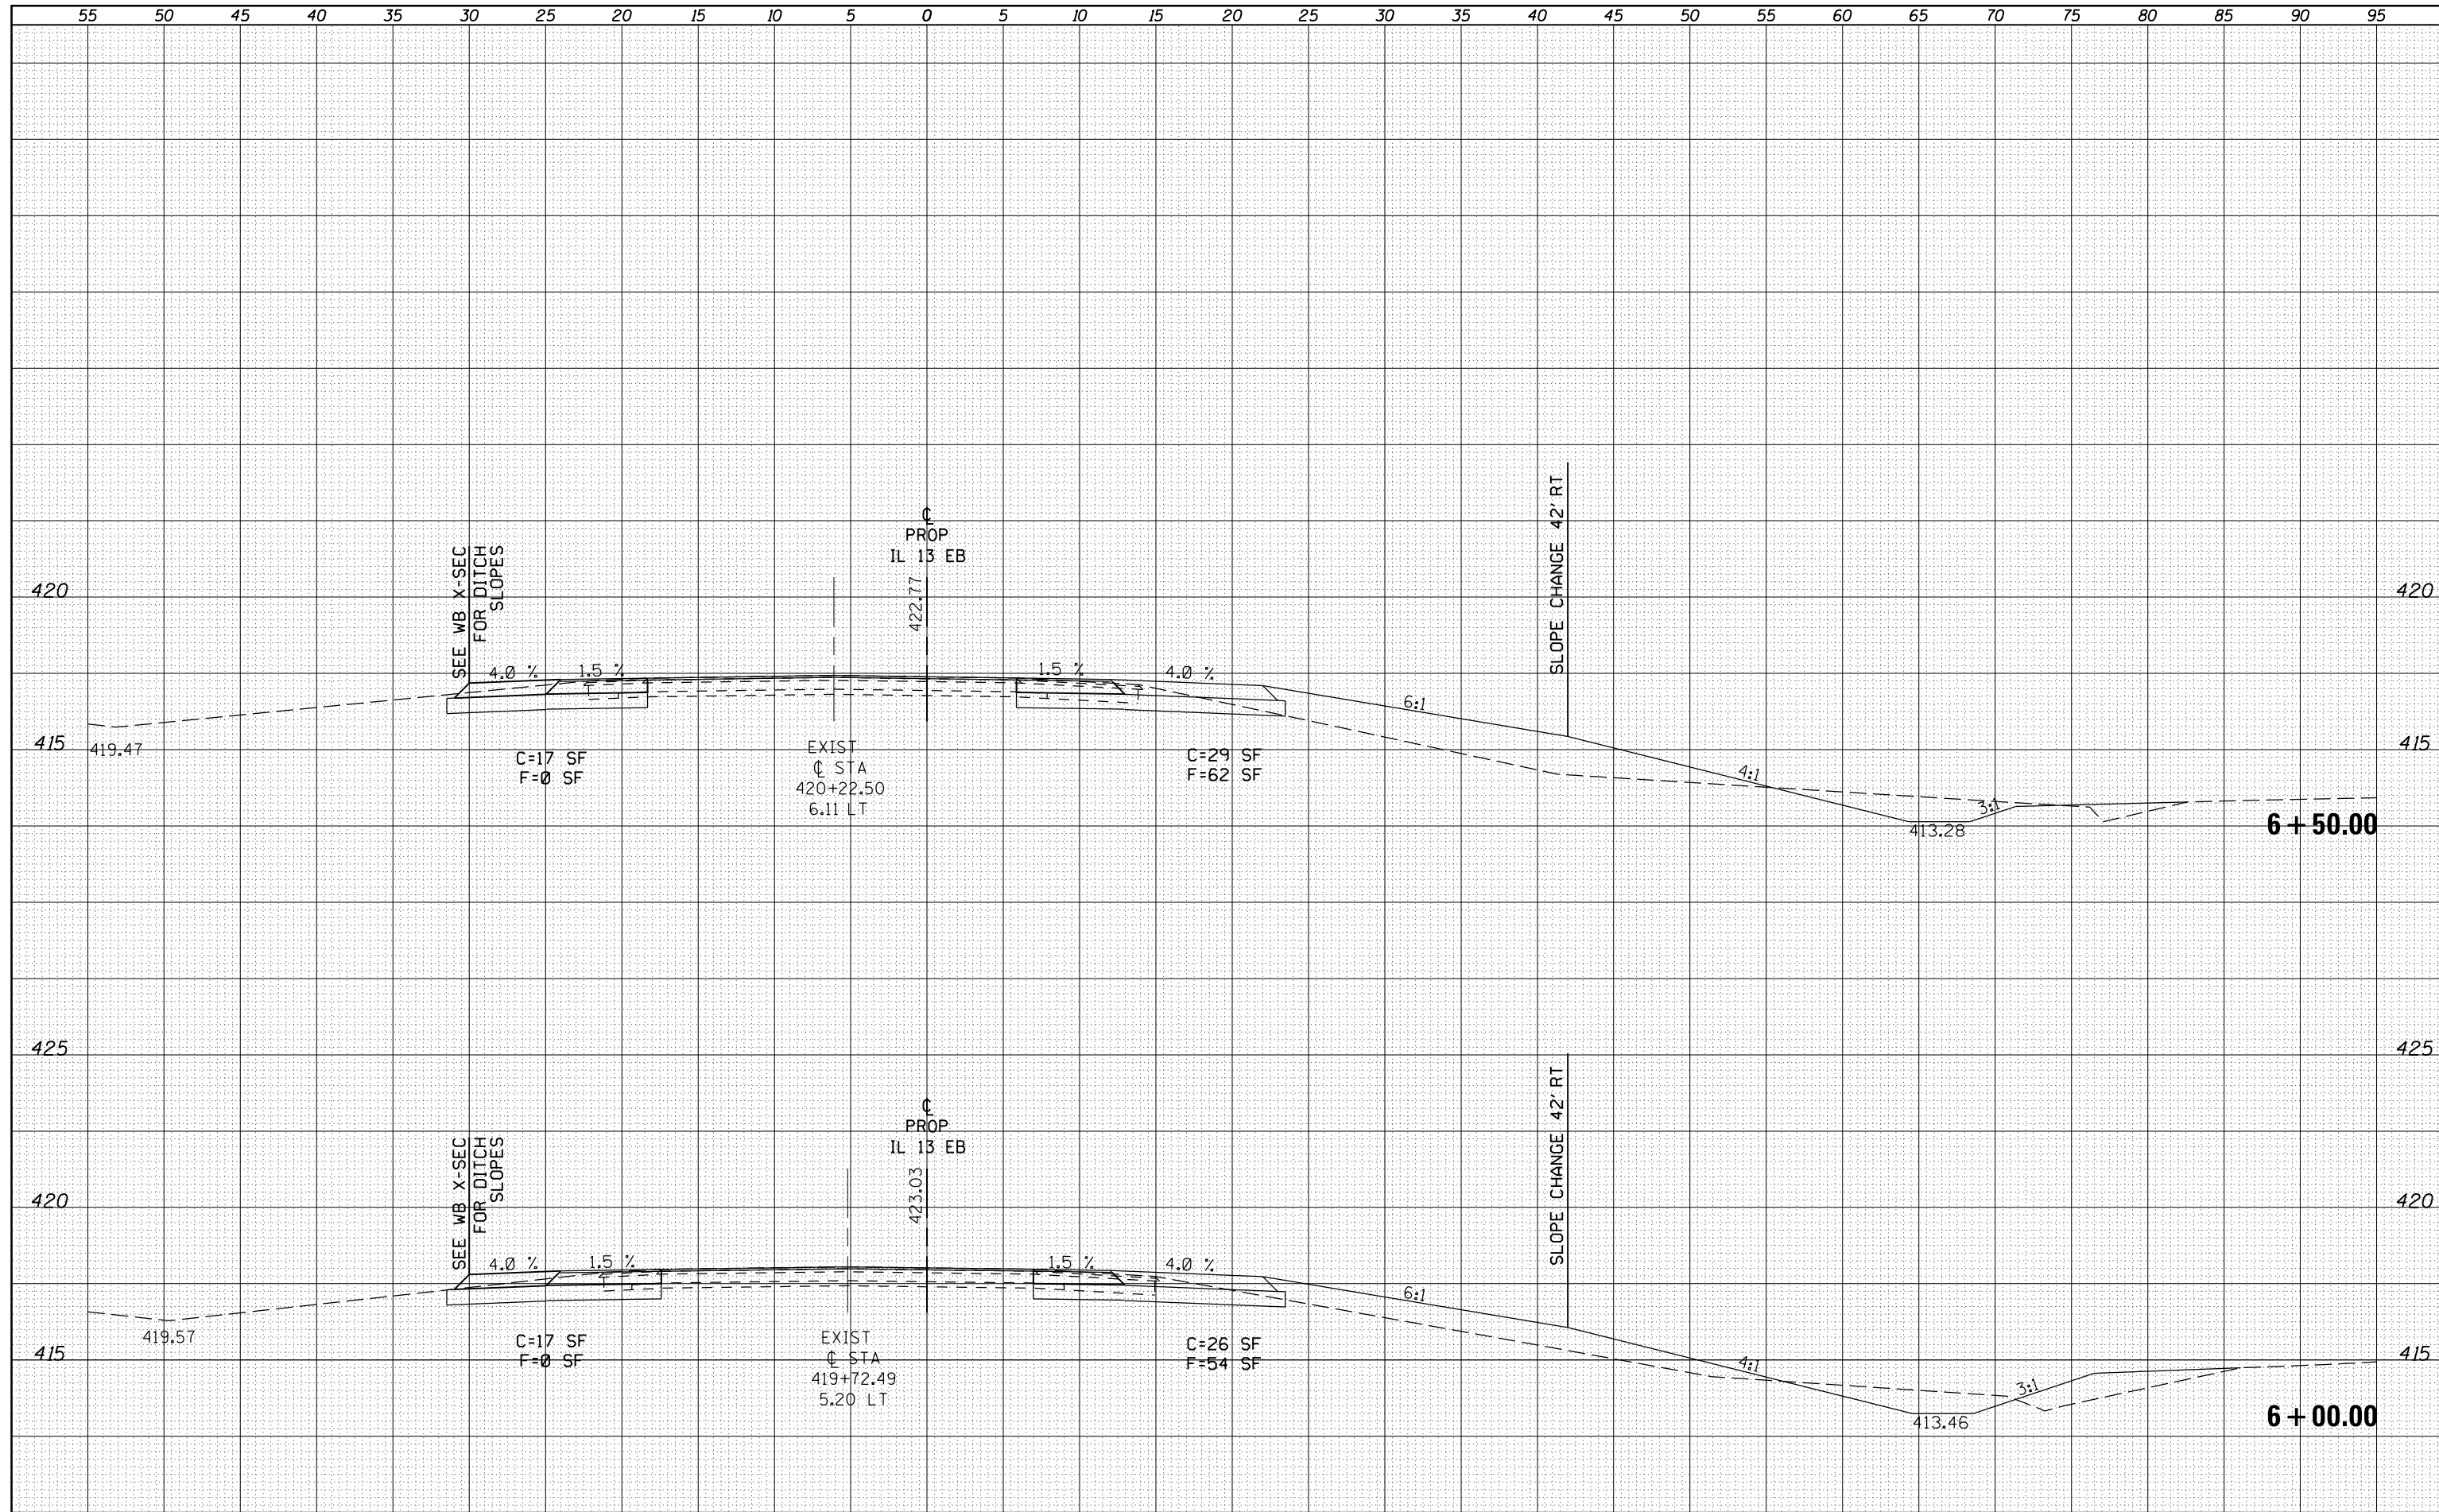 55 50 45 40 35 30 25 20 15 10 5 0 5 10 15 20 25 30 35 40 45 50 55 60 65 70 75 80 85 90 95
SLOPE CHANGE 42' RT
℄
PROP
IL 13 EB
SEE WB X-SEC
FOR DITCH
SLOPES
422.77
420 420
4.0 % 1.5 % 1.5 % 4.0 %
6:1
415 415
419.47
C=17 SF
F=0 SF
EXIST
℄ STA
420+22.50
6.11 LT
C=29 SF
F=62 SF
4:1
3:1
413.28
6+50.00
425 425
SLOPE CHANGE 42' RT
℄
PROP
IL 13 EB
SEE WB X-SEC
FOR DITCH
SLOPES
423.03
420 420
4.0 % 1.5 % 1.5 % 4.0 %
6:1
419.57
415 415
C=17 SF
F=0 SF
EXIST
℄ STA
419+72.49
5.20 LT
C=26 SF
F=54 SF
4:1
3:1
413.46
6+00.00